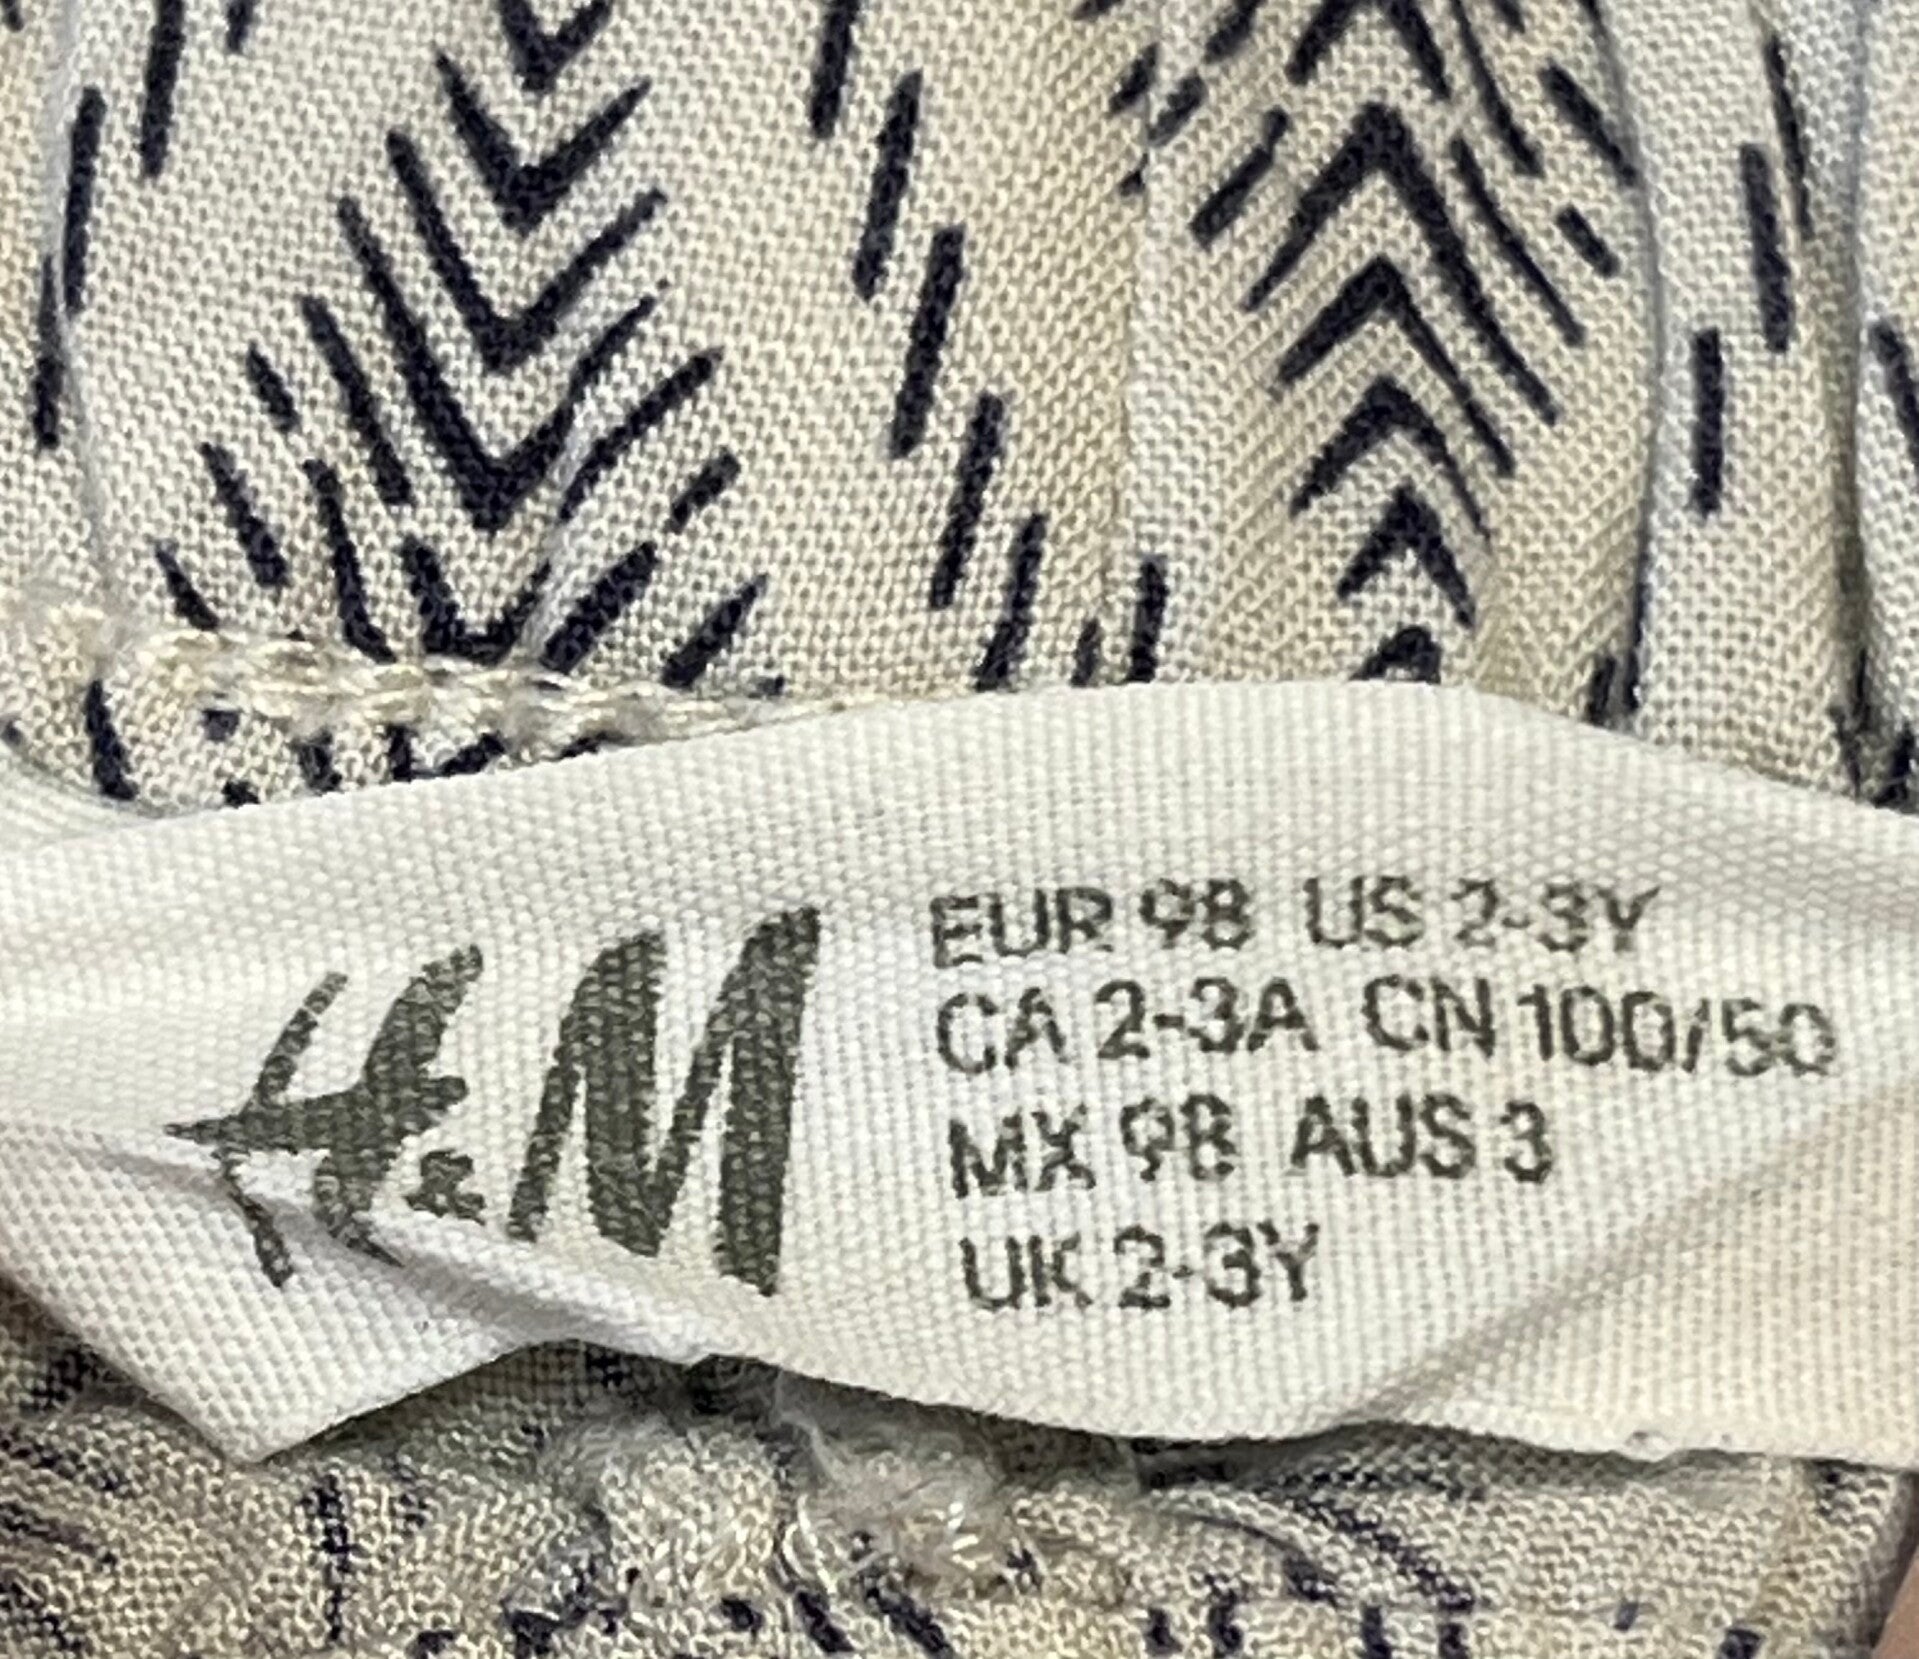 H&M
EUR 98 US 2-3Y
CA 2-3A CN 100/50
MX 98 AUS 3
UK 2-3Y